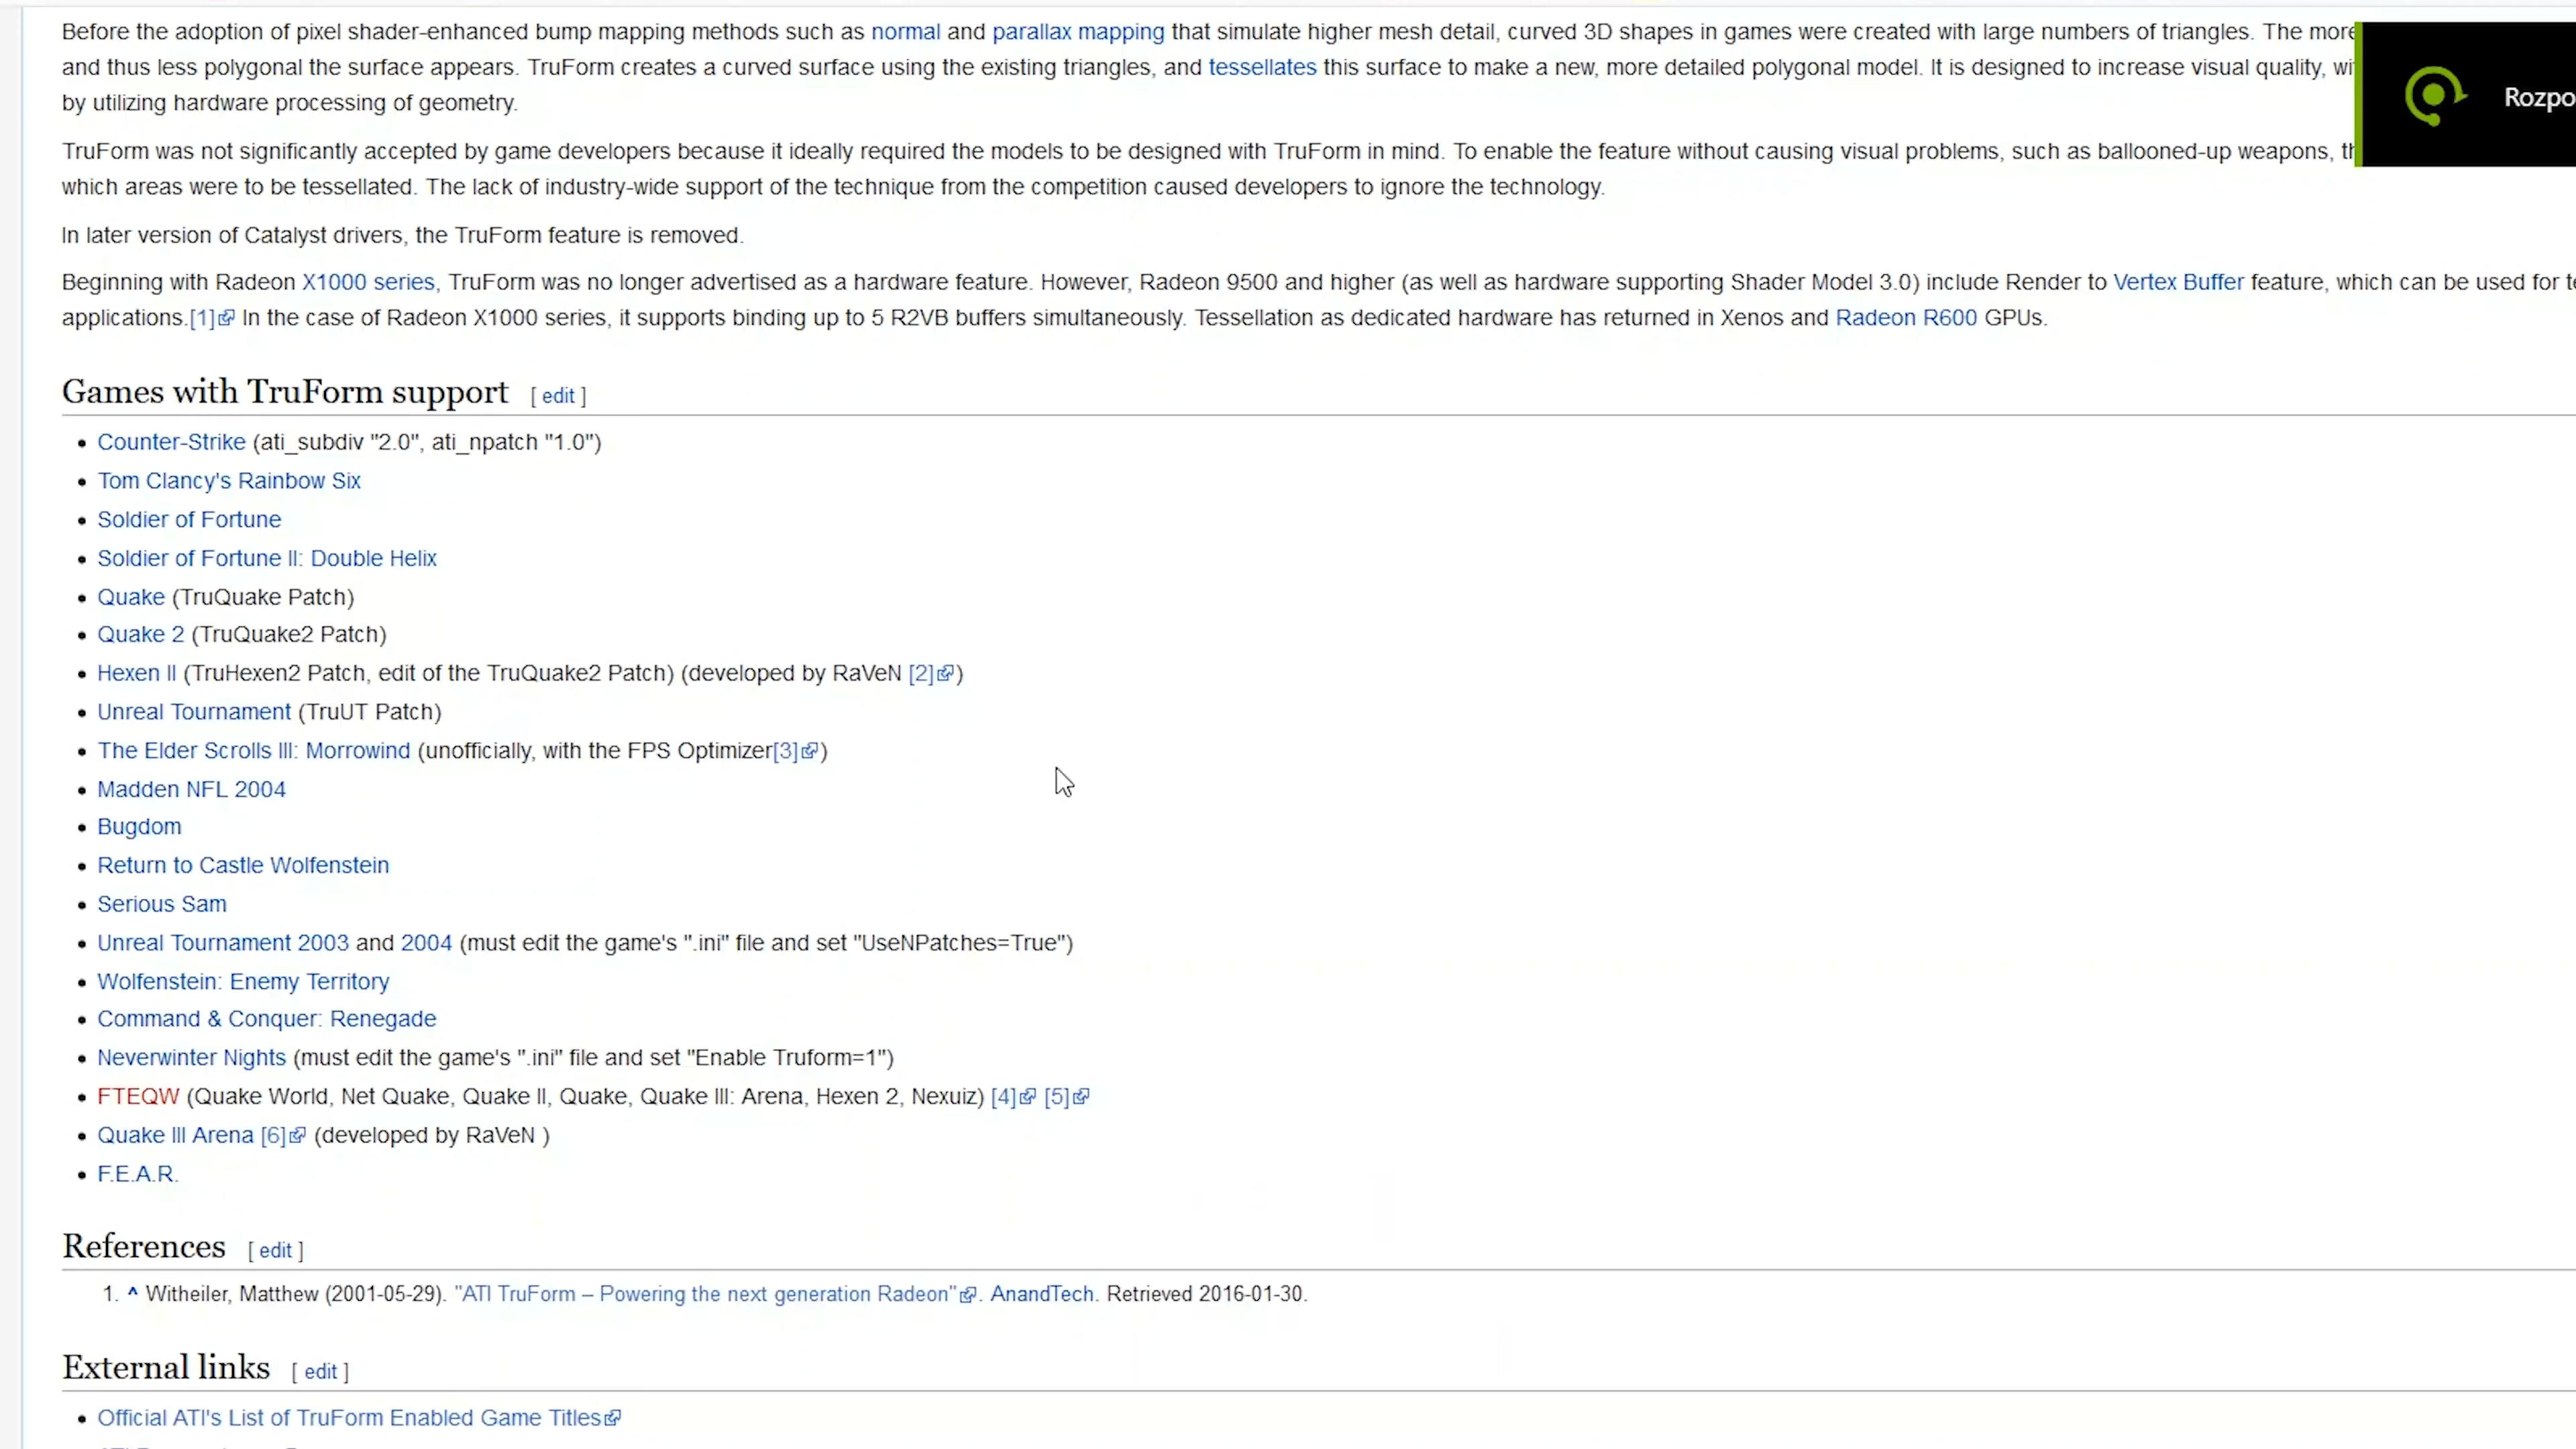 Before the adoption of pixel shader-enhanced bump mapping methods such as normal and parallax mapping that simulate higher mesh detail, curved 3D shapes in games were created with large numbers of triangles. The more
and thus less polygonal the surface appears. TruForm creates a curved surface using the existing triangles, and tessellates this surface to make a new, more detailed polygonal model. It is designed to increase visual quality,
by utilizing hardware processing of geometry.
Rozpo
TruForm was not significantly accepted by game developers because it ideally required the models to be designed with TruForm in mind. To enable the feature without causing visual problems, such as ballooned-up weapons,
which areas were to be tessellated. The lack of industry-wide support of the technique from the competition caused developers to ignore the technology.
In later version of Catalyst drivers, the TruForm feature is removed.
Beginning with Radeon X1000 series, TruForm was no longer advertised as a hardware feature. However, Radeon 9500 and higher (as well as hardware supporting Shader Model 3.0) include Render to Vertex Buffer feature, which can be used for
applications.[1] In the case of Radeon X1000 series, it supports binding up to 5 R2VB buffers simultaneously. Tessellation as dedicated hardware has returned in Xenos and Radeon R600 GPUs.
Games with TruForm support [ edit ]
• Counter-Strike (ati_subdiv "2.0", ati_npatch "1.0")
• Tom Clancy's Rainbow Six
• Soldier of Fortune
• Soldier of Fortune II: Double Helix
• Quake (TruQuake Patch)
• Quake 2 (TruQuake2 Patch)
• Hexen II (TruHexen2 Patch, edit of the TruQuake2 Patch) (developed by RaVeN [2])
• Unreal Tournament (TruUT Patch)
• The Elder Scrolls III: Morrowind (unofficially, with the FPS Optimizer[3])
• Madden NFL 2004
• Bugdom
• Return to Castle Wolfenstein
• Serious Sam
• Unreal Tournament 2003 and 2004 (must edit the game's ".ini" file and set "UseNPatches=True")
• Wolfenstein: Enemy Territory
• Command & Conquer: Renegade
• Neverwinter Nights (must edit the game's ".ini" file and set "Enable Truform=1")
• FTEQW (Quake World, Net Quake, Quake II, Quake, Quake III: Arena, Hexen 2, Nexuiz) [4] [5]
• Quake III Arena [6] (developed by RaVeN )
• F.E.A.R.
References [ edit ]
1. ^ Witheiler, Matthew (2001-05-29). "ATI TruForm – Powering the next generation Radeon". AnandTech. Retrieved 2016-01-30.
External links [ edit ]
• Official ATI's List of TruForm Enabled Game Titles